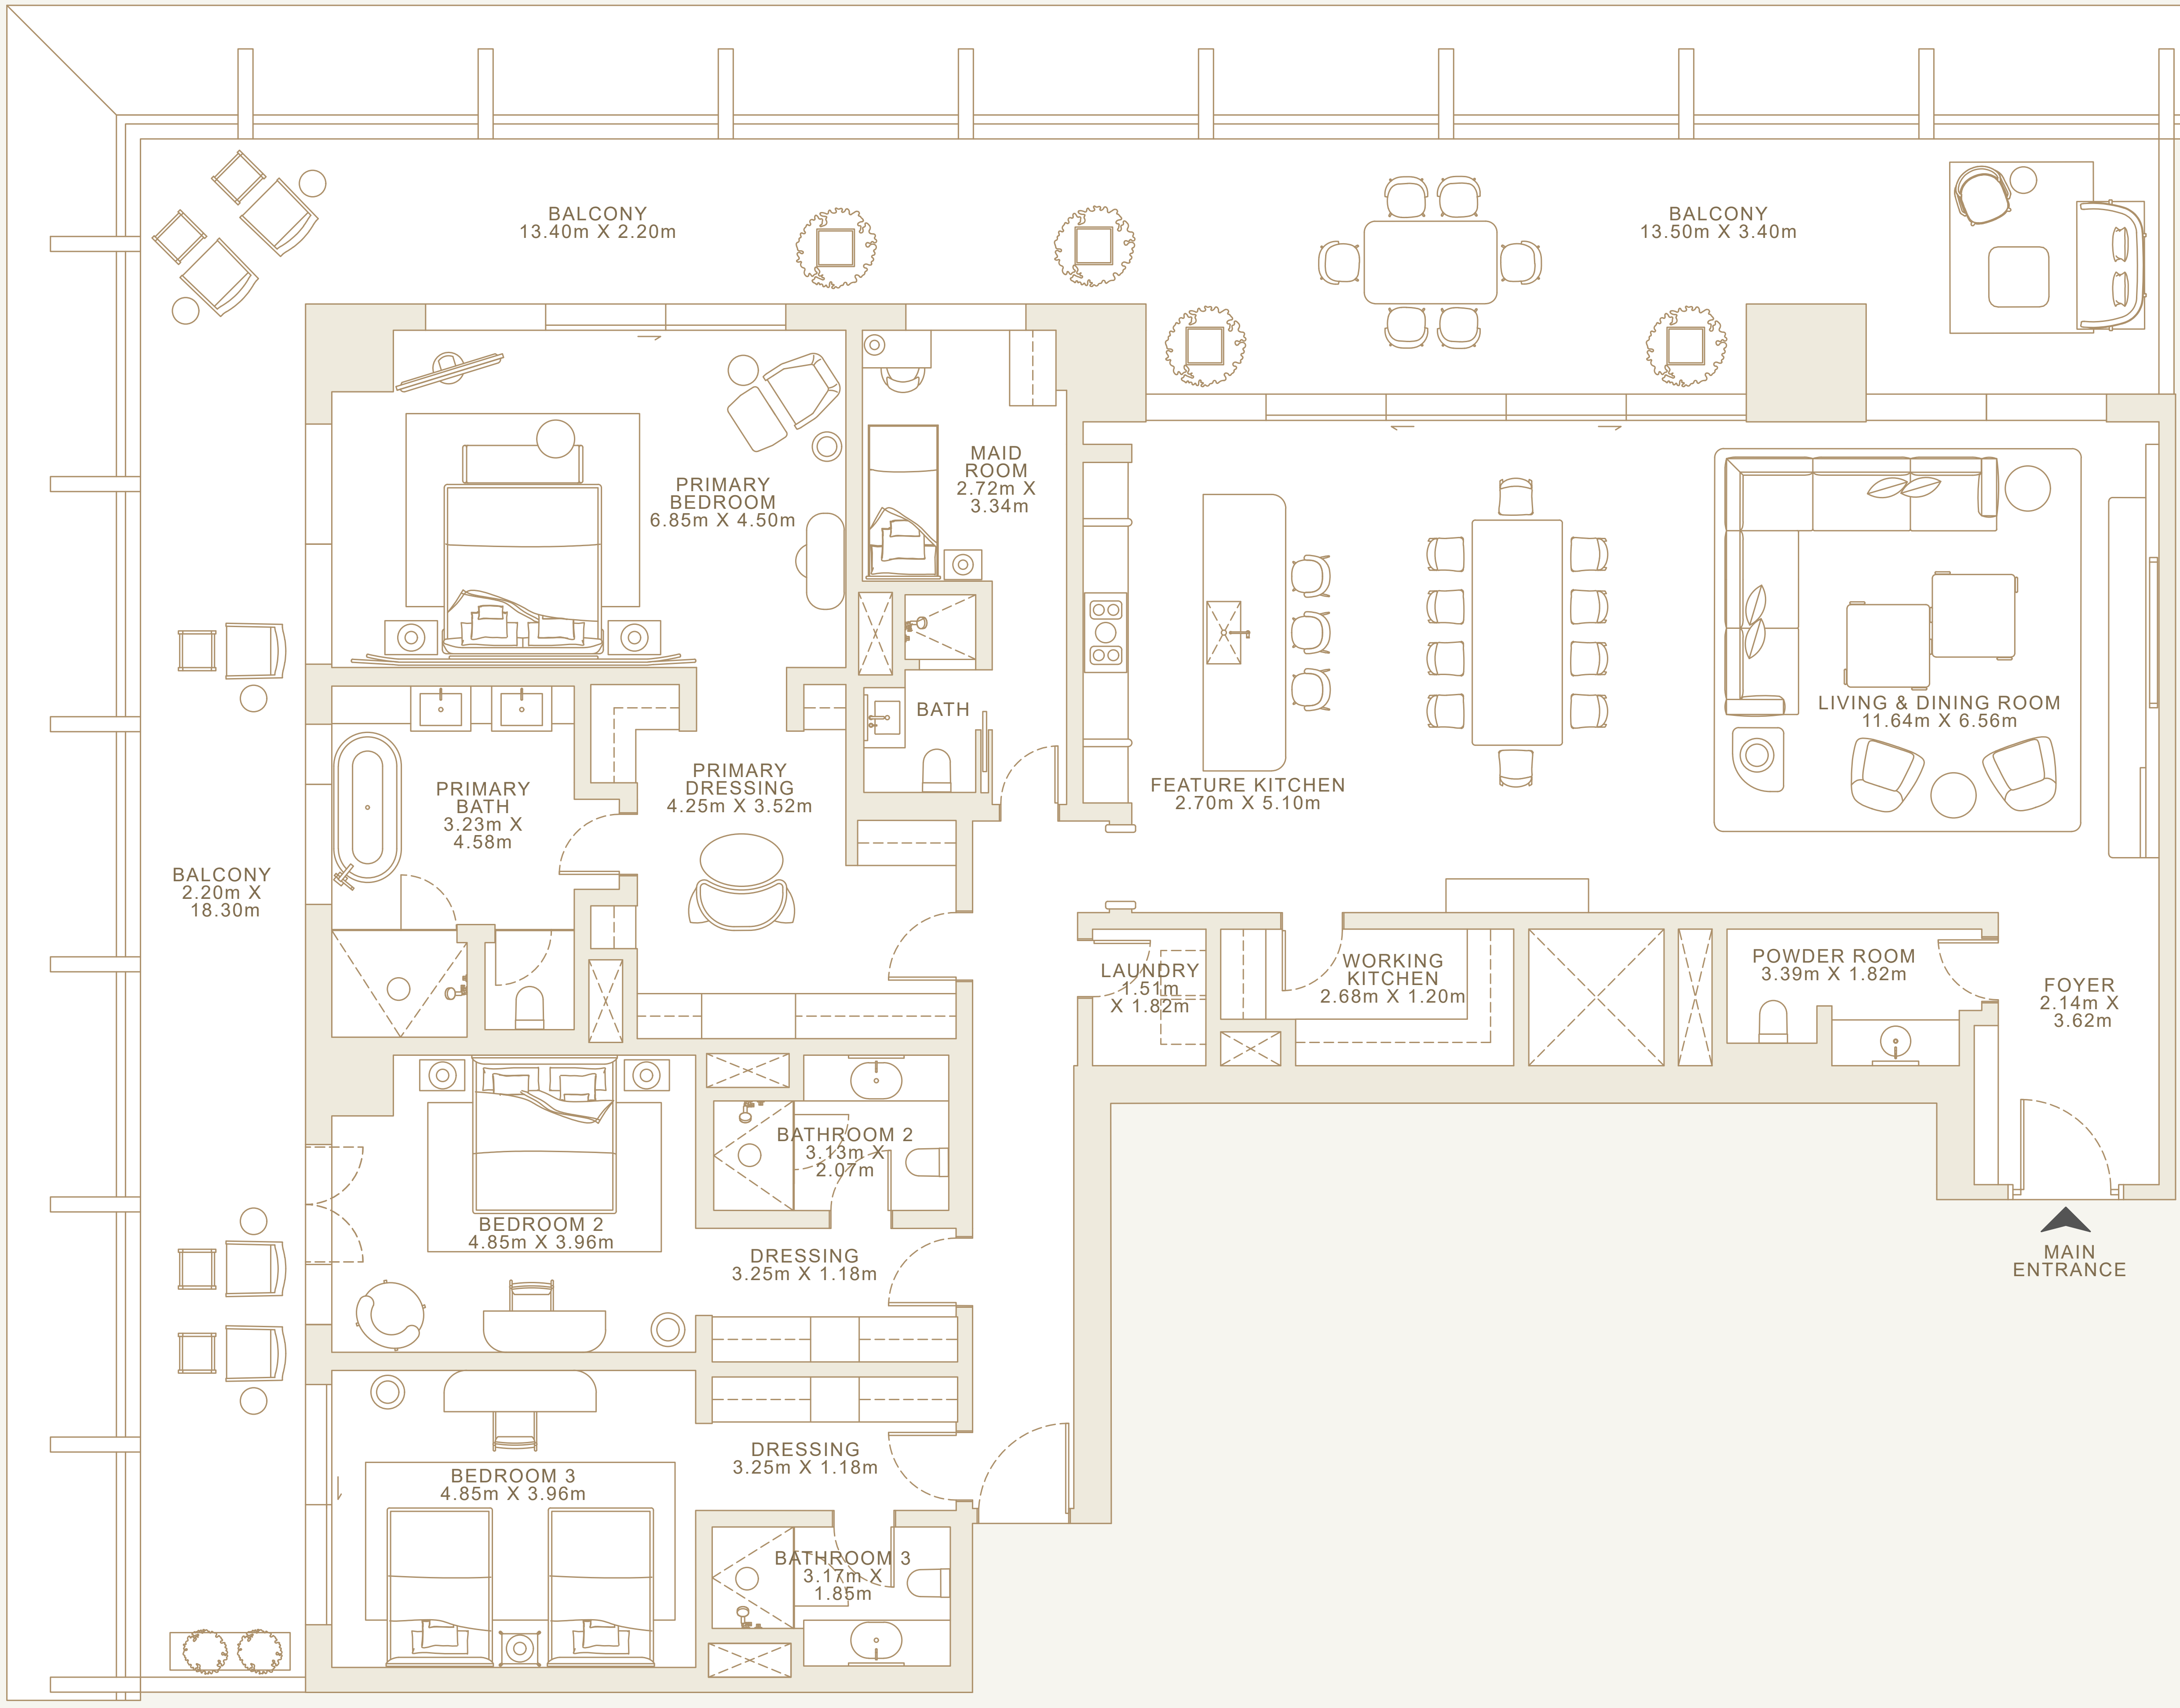 BALCONY
13.40m X 2.20m
BALCONY
13.50m X 3.40m
PRIMARY
BEDROOM
6.85m X 4.50m
MAID
ROOM
2.72m X
3.34m
BATH
LIVING & DINING ROOM
11.64m X 6.56m
FEATURE KITCHEN
2.70m X 5.10m
PRIMARY
DRESSING
4.25m X 3.52m
PRIMARY
BATH
3.23m X
4.58m
BALCONY
2.20m X
18.30m
LAUNDRY
1.51m
X 1.82m
WORKING
KITCHEN
2.68m X 1.20m
POWDER ROOM
3.39m X 1.82m
FOYER
2.14m X
3.62m
BATHROOM 2
3.13m X
2.07m
BEDROOM 2
4.85m X 3.96m
DRESSING
3.25m X 1.18m
MAIN
ENTRANCE
DRESSING
3.25m X 1.18m
BEDROOM 3
4.85m X 3.96m
BATHROOM 3
3.17m X
1.85m